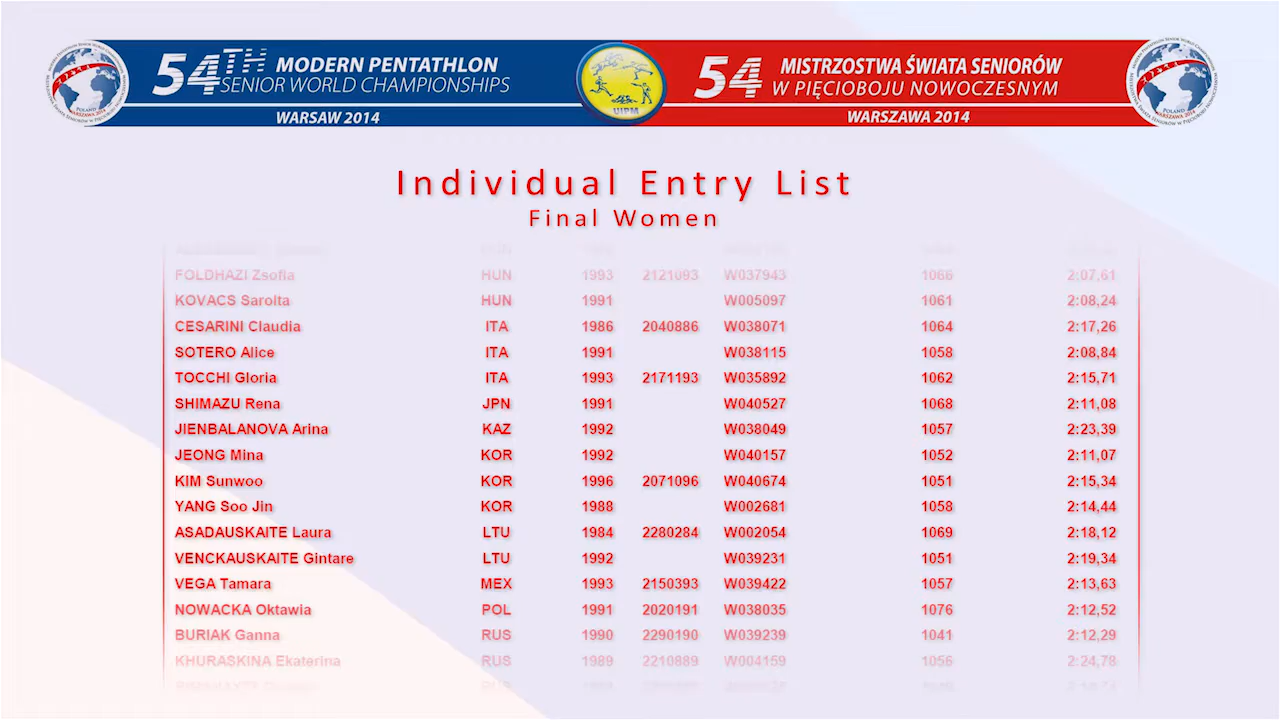 54TH MODERN PENTATHLON
SENIOR WORLD CHAMPIONSHIPS
WARSAW 2014
UIPM
54 MISTRZOSTWA ŚWIATA SENIORÓW
W PIĘCIOBOJU NOWOCZESNYM
WARSZAWA 2014
Individual Entry List
Final Women
FOLDHAZI Zsofia HUN 1993 2121093 W037943 1066 2:07,61
KOVACS Sarolta HUN 1991 W005097 1061 2:08,24
CESARINI Claudia ITA 1986 2040886 W038071 1064 2:17,26
SOTERO Alice ITA 1991 W038115 1058 2:08,84
TOCCHI Gloria ITA 1993 2171193 W035892 1062 2:15,71
SHIMAZU Rena JPN 1991 W040527 1068 2:11,08
JIENBALANOVA Arina KAZ 1992 W038049 1057 2:23,39
JEONG Mina KOR 1992 W040157 1052 2:11,07
KIM Sunwoo KOR 1996 2071096 W040674 1051 2:15,34
YANG Soo Jin KOR 1988 W002681 1058 2:14,44
ASADAUSKAITE Laura LTU 1984 2280284 W002054 1069 2:18,12
VENCKAUSKAITE Gintare LTU 1992 W039231 1051 2:19,34
VEGA Tamara MEX 1993 2150393 W039422 1057 2:13,63
NOWACKA Oktawia POL 1991 2020191 W038035 1076 2:12,52
BURIAK Ganna RUS 1990 2290190 W039239 1041 2:12,29
KHURASKINA Ekaterina RUS 1989 2210889 W004159 1056 2:24,78